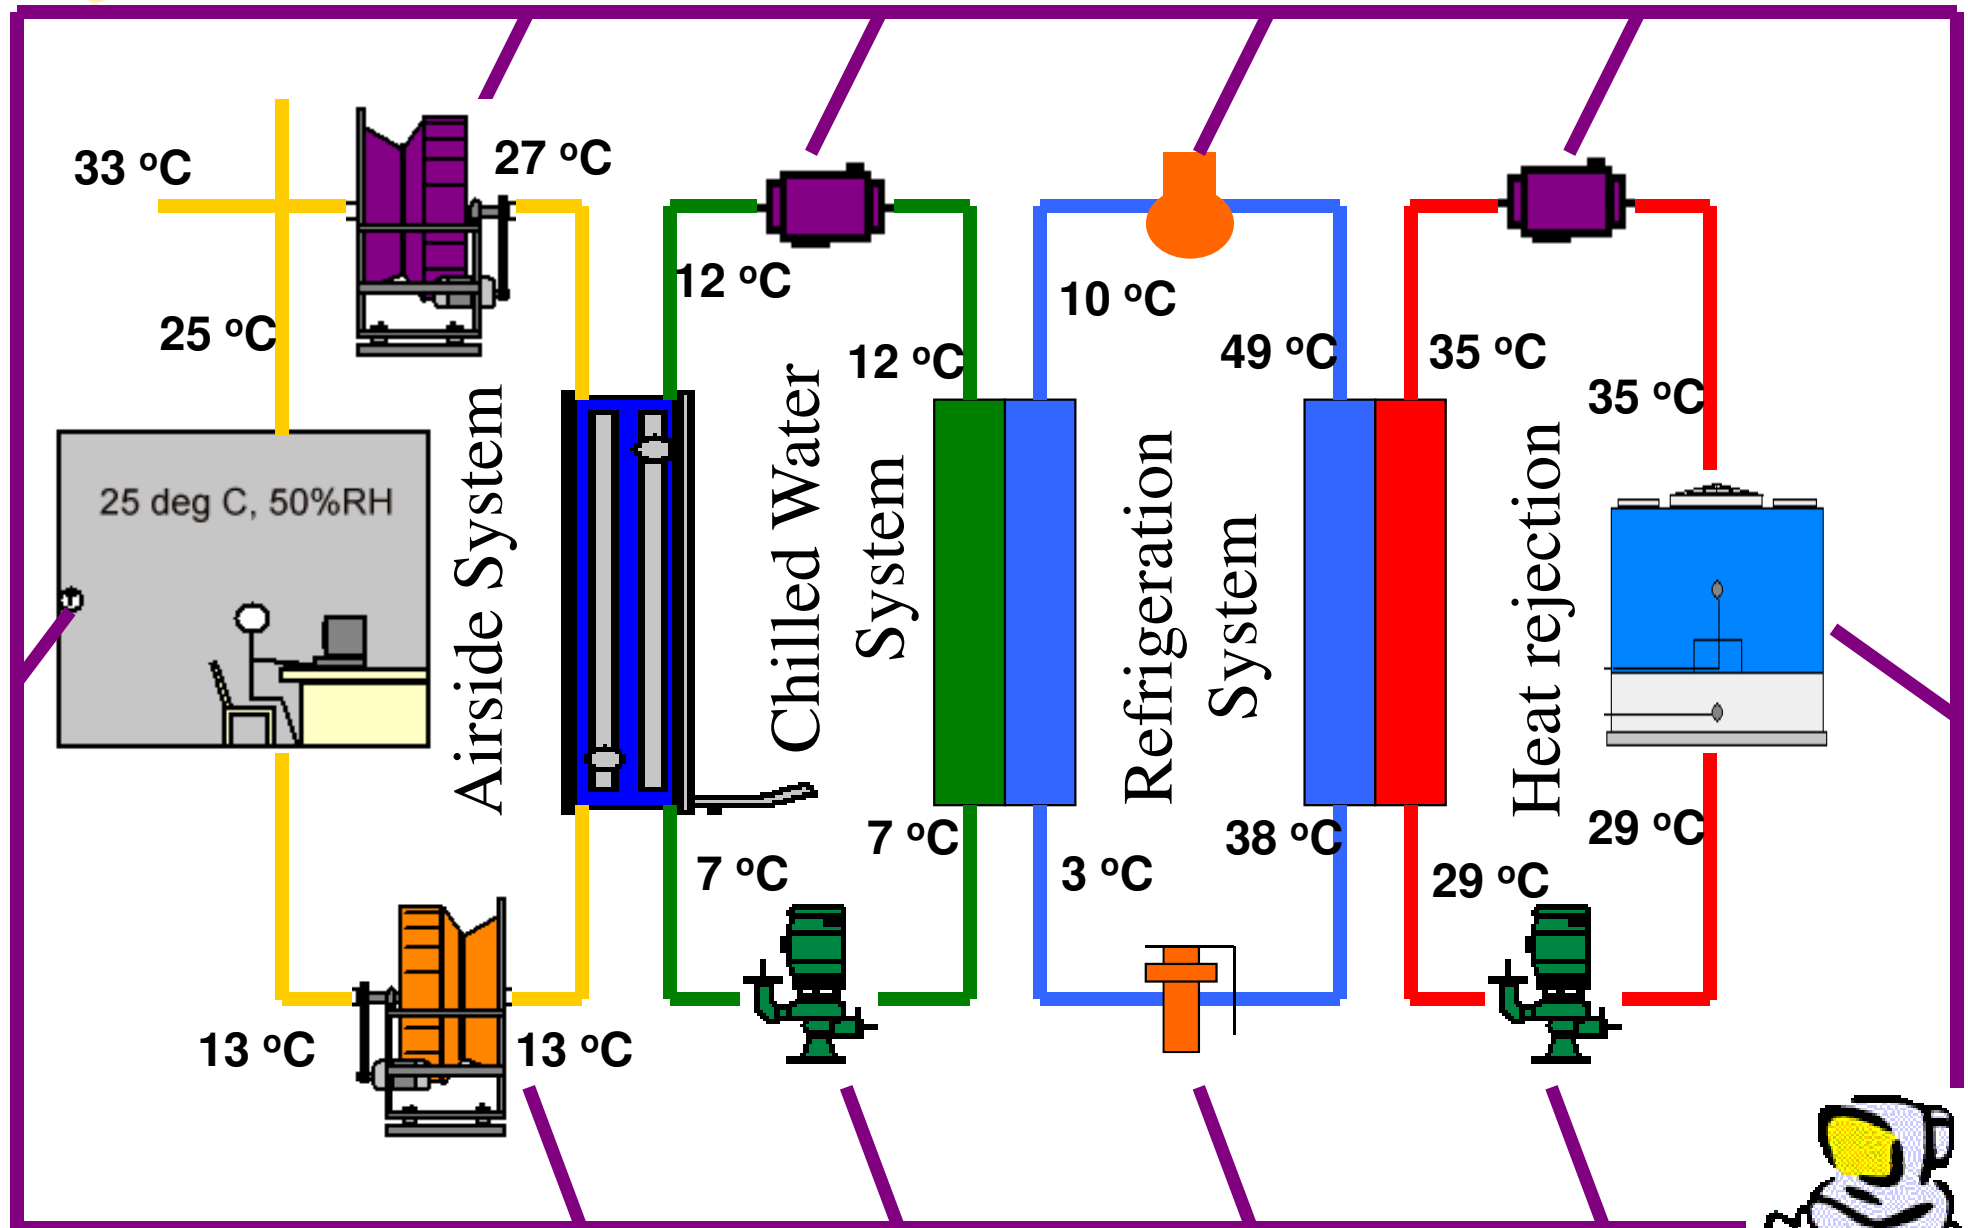 33 ºC
27 ºC
25 ºC
12 ºC
12 ºC
10 ºC
49 ºC
35 ºC
35 ºC
25 deg C, 50%RH
T
Airside System
Chilled Water
System
Refrigeration
System
Heat rejection
7 ºC
7 ºC
3 ºC
38 ºC
29 ºC
29 ºC
13 ºC
13 ºC